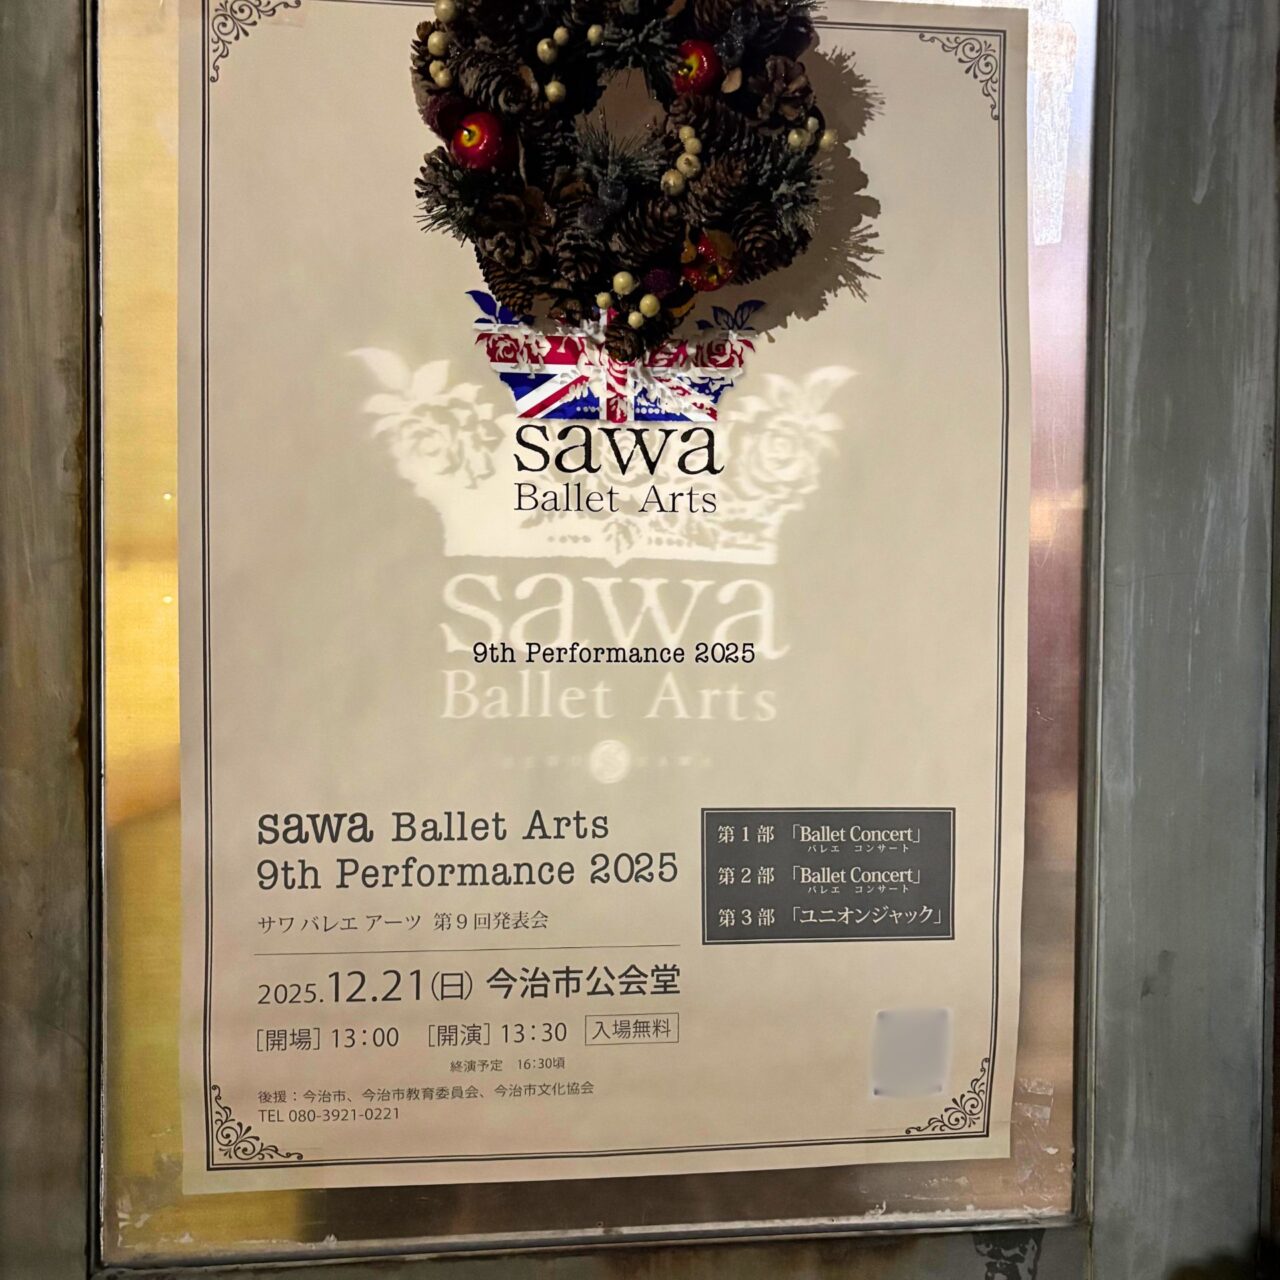 sawa
Ballet Arts
sawa
9th Performance 2025
Ballet Arts
sawa Ballet Arts
9th Performance 2025
サワ バレエ アーツ 第9回発表会
2025.12.21(日) 今治市公会堂
[開場] 13:00 [開演] 13:30 入場無料
終演予定 16:30頃
後援:今治市、今治市教育委員会、今治市文化協会
TEL 080-3921-0221
第1部 「Ballet Concert」
バレエ コンサート
第2部 「Ballet Concert」
バレエ コンサート
第3部 「ユニオンジャック」